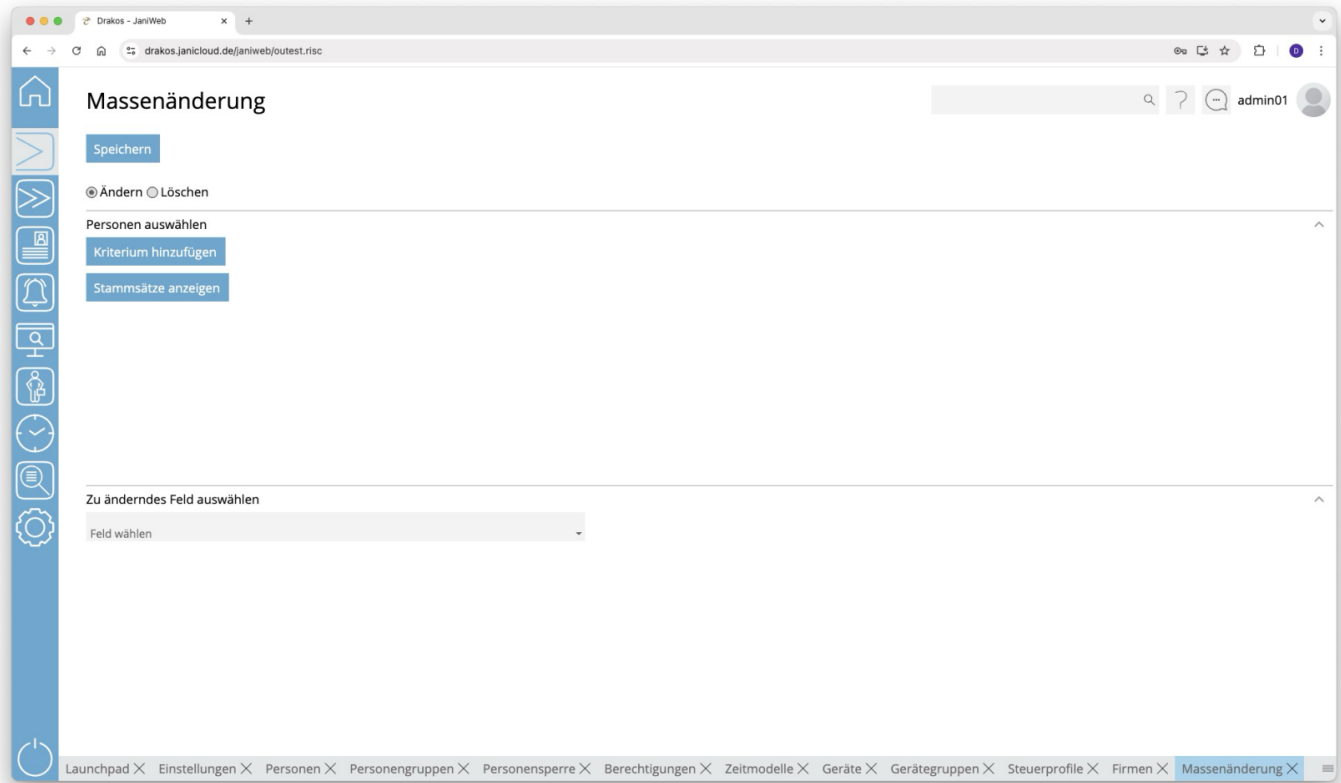 Drakos - JaniWeb
drakos.janicloud.de/janiweb/outest.risc
D
Massenänderung
admin01
Speichern
Ändern Löschen
Personen auswählen
Kriterium hinzufügen
Stammsätze anzeigen
Zu änderndes Feld auswählen
Feld wählen
Launchpad Einstellungen Personen Personengruppen Personensperre Berechtigungen Zeitmodelle Geräte Gerätegruppen Steuerprofile Firmen Massenänderung